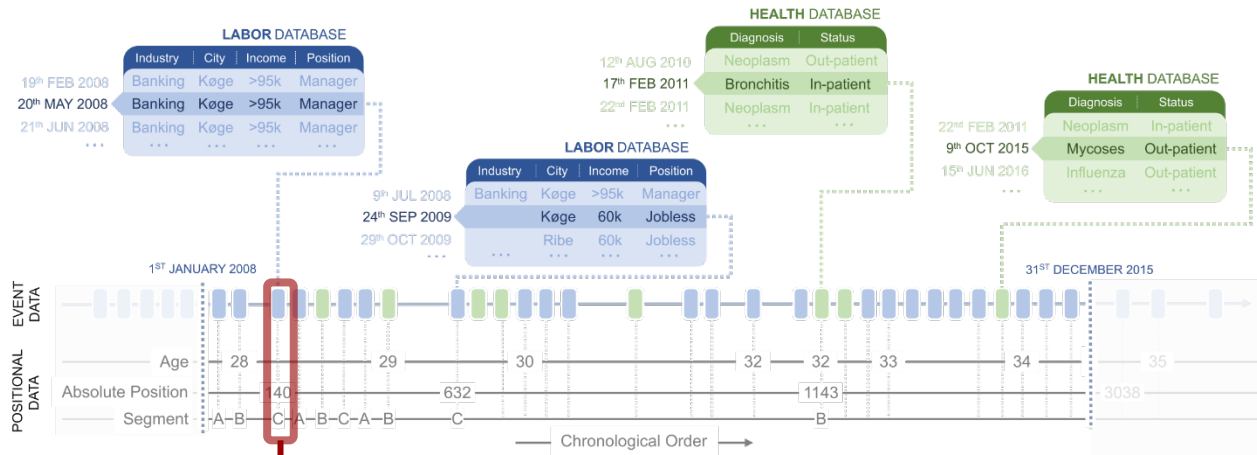 LABOR DATABASE
Industry City Income Position
19th FEB 2008 Banking Køge >95k Manager
20th MAY 2008 Banking Køge >95k Manager
21th JUN 2008 Banking Køge >95k Manager
... ... ... ... ...
HEALTH DATABASE
Diagnosis Status
12th AUG 2010 Neoplasm Out-patient
17th FEB 2011 Bronchitis In-patient
22nd FEB 2011 Neoplasm In-patient
... ... ...
HEALTH DATABASE
Diagnosis Status
22nd FEB 2011 Neoplasm In-patient
9th OCT 2015 Mycoses Out-patient
15th JUN 2016 Influenza Out-patient
... ... ...
LABOR DATABASE
Industry City Income Position
9th JUL 2008 Banking Køge >95k Manager
24th SEP 2009 Køge 60k Jobless
29th OCT 2009 Ribe 60k Jobless
... ... ... ... ...
1ST JANUARY 2008
31ST DECEMBER 2015
EVENT DATA
POSITIONAL DATA
Age 28 29 30 32 32 33 34 35
Absolute Position 140 632 1143 3038
Segment A B C A B C A B C B
Chronological Order